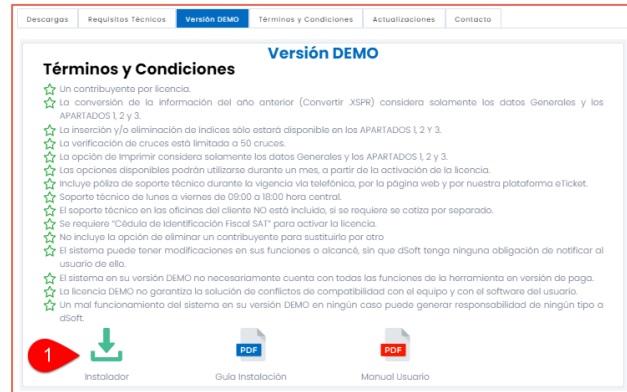 Descargas Requisitos Técnicos Versión DEMO Términos y Condiciones Actualizaciones Contacto
Versión DEMO
Términos y Condiciones
Un contribuyente por licencia.
La conversión de la información del año anterior (Convertir .XSPR) considera solamente los datos Generales y los
APARTADOS 1, 2 y 3.
La inserción y/o eliminación de índices sólo estará disponible en los APARTADOS 1, 2 Y 3.
La verificación de cruces está limitada a 50 cruces.
La opción de Imprimir considera solamente los datos Generales y los APARTADOS 1, 2 y 3.
Las opciones disponibles podrán utilizarse durante un mes, a partir de la activación de la licencia.
Incluye póliza de soporte técnico durante la vigencia vía telefónica, por la página web y por nuestra plataforma eTicket.
Soporte técnico de lunes a viernes de 09:00 a 18:00 hora central.
El soporte técnico en las oficinas del cliente NO está incluido, si se requiere se cotiza por separado.
Se requiere "Cédula de Identificación Fiscal SAT" para activar la licencia.
No incluye la opción de eliminar un contribuyente para sustituirlo por otro
El sistema puede tener modificaciones en sus funciones o alcancé, sin que dSoft tenga ninguna obligación de notificar al
usuario de ello.
El sistema en su versión DEMO no necesariamente cuenta con todas las funciones de la herramienta en versión de paga.
La licencia DEMO no garantiza la solución de conflictos de compatibilidad con el equipo y con el software del usuario.
Un mal funcionamiento del sistema en su versión DEMO en ningún caso puede generar responsabilidad de ningún tipo a
dSoft.
1
PDF PDF
Instalador Guía Instalación Manual Usuario